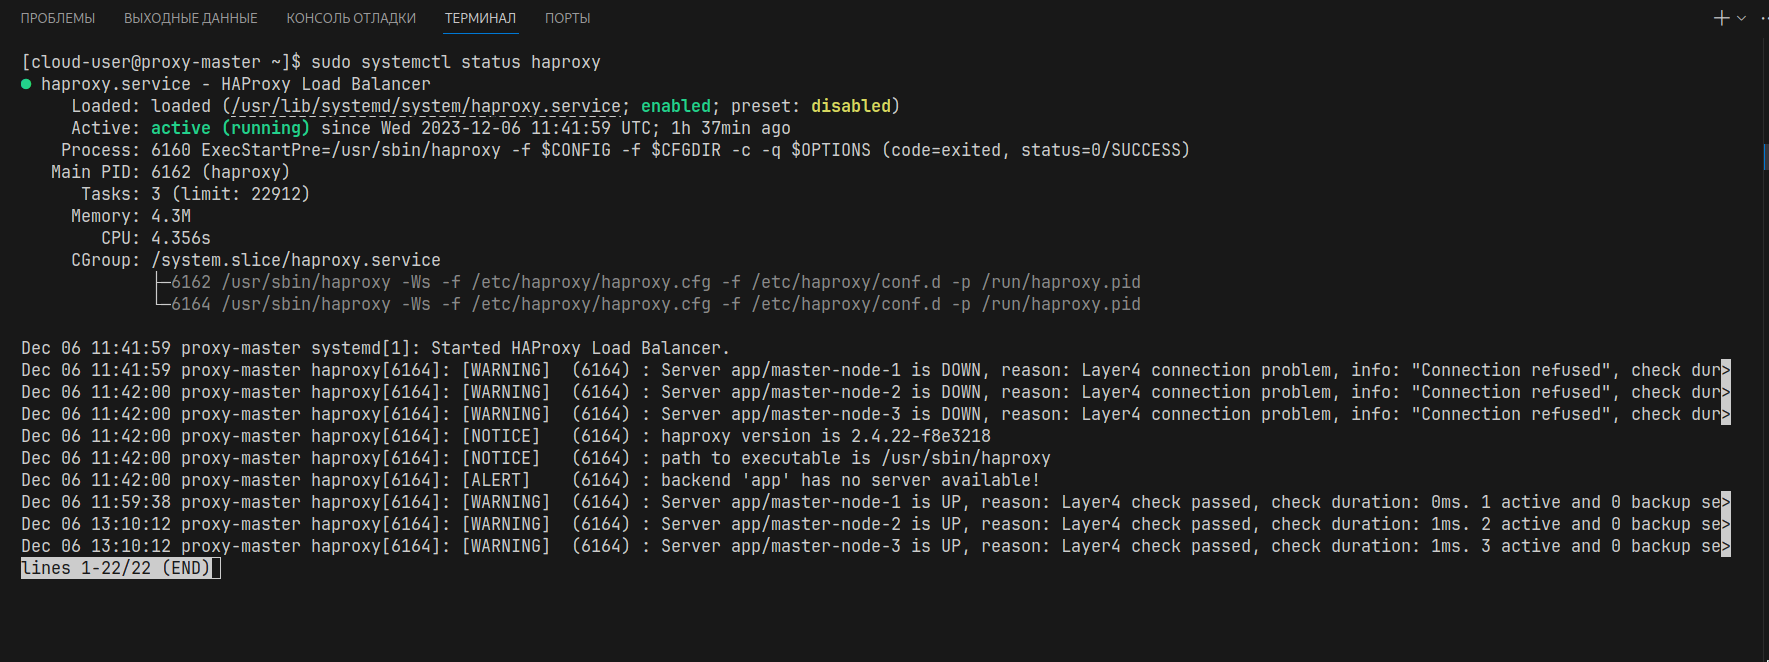 ПРОБЛЕМЫ ВЫХОДНЫЕ ДАННЫЕ КОНСОЛЬ ОТЛАДКИ ТЕРМИНАЛ ПОРТЫ
[cloud-user@proxy-master ~]$ sudo systemctl status haproxy
● haproxy.service - HAProxy Load Balancer
     Loaded: loaded (/usr/lib/systemd/system/haproxy.service; enabled; preset: disabled)
     Active: active (running) since Wed 2023-12-06 11:41:59 UTC; 1h 37min ago
    Process: 6160 ExecStartPre=/usr/sbin/haproxy -f $CONFIG -f $CFGDIR -c -q $OPTIONS (code=exited, status=0/SUCCESS)
   Main PID: 6162 (haproxy)
      Tasks: 3 (limit: 22912)
     Memory: 4.3M
        CPU: 4.356s
     CGroup: /system.slice/haproxy.service
             ├─6162 /usr/sbin/haproxy -Ws -f /etc/haproxy/haproxy.cfg -f /etc/haproxy/conf.d -p /run/haproxy.pid
             └─6164 /usr/sbin/haproxy -Ws -f /etc/haproxy/haproxy.cfg -f /etc/haproxy/conf.d -p /run/haproxy.pid
Dec 06 11:41:59 proxy-master systemd[1]: Started HAProxy Load Balancer.
Dec 06 11:41:59 proxy-master haproxy[6164]: [WARNING]  (6164) : Server app/master-node-1 is DOWN, reason: Layer4 connection problem, info: "Connection refused", check dur>
Dec 06 11:42:00 proxy-master haproxy[6164]: [WARNING]  (6164) : Server app/master-node-2 is DOWN, reason: Layer4 connection problem, info: "Connection refused", check dur>
Dec 06 11:42:00 proxy-master haproxy[6164]: [WARNING]  (6164) : Server app/master-node-3 is DOWN, reason: Layer4 connection problem, info: "Connection refused", check dur>
Dec 06 11:42:00 proxy-master haproxy[6164]: [NOTICE]   (6164) : haproxy version is 2.4.22-f8e3218
Dec 06 11:42:00 proxy-master haproxy[6164]: [NOTICE]   (6164) : path to executable is /usr/sbin/haproxy
Dec 06 11:42:00 proxy-master haproxy[6164]: [ALERT]    (6164) : backend 'app' has no server available!
Dec 06 11:59:38 proxy-master haproxy[6164]: [WARNING]  (6164) : Server app/master-node-1 is UP, reason: Layer4 check passed, check duration: 0ms. 1 active and 0 backup se>
Dec 06 13:10:12 proxy-master haproxy[6164]: [WARNING]  (6164) : Server app/master-node-2 is UP, reason: Layer4 check passed, check duration: 1ms. 2 active and 0 backup se>
Dec 06 13:10:12 proxy-master haproxy[6164]: [WARNING]  (6164) : Server app/master-node-3 is UP, reason: Layer4 check passed, check duration: 1ms. 3 active and 0 backup se>
lines 1-22/22 (END)